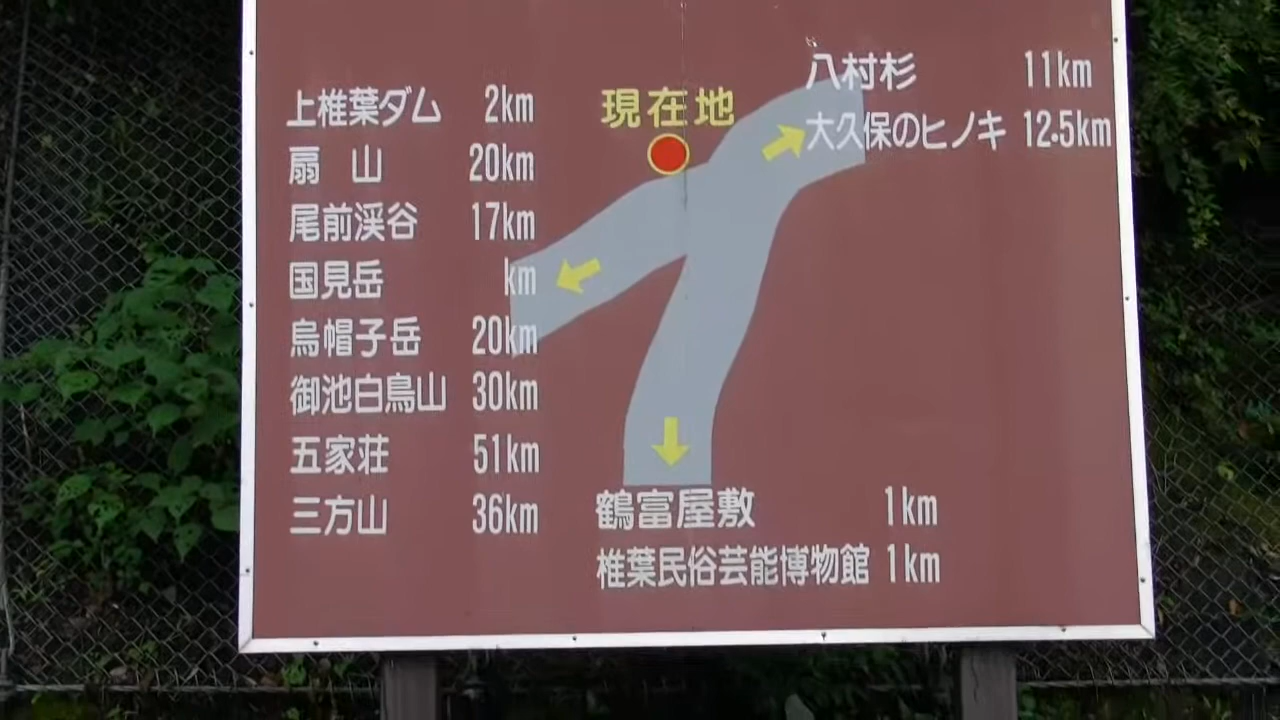 上椎葉ダム 2km
扇 山 20km
尾前渓谷 17km
国見岳 km
烏帽子岳 20km
御池白鳥山 30km
五家荘 51km
三方山 36km
現在地
八村杉 11km
大久保のヒノキ 12.5km
鶴富屋敷 1km
椎葉民俗芸能博物館 1km